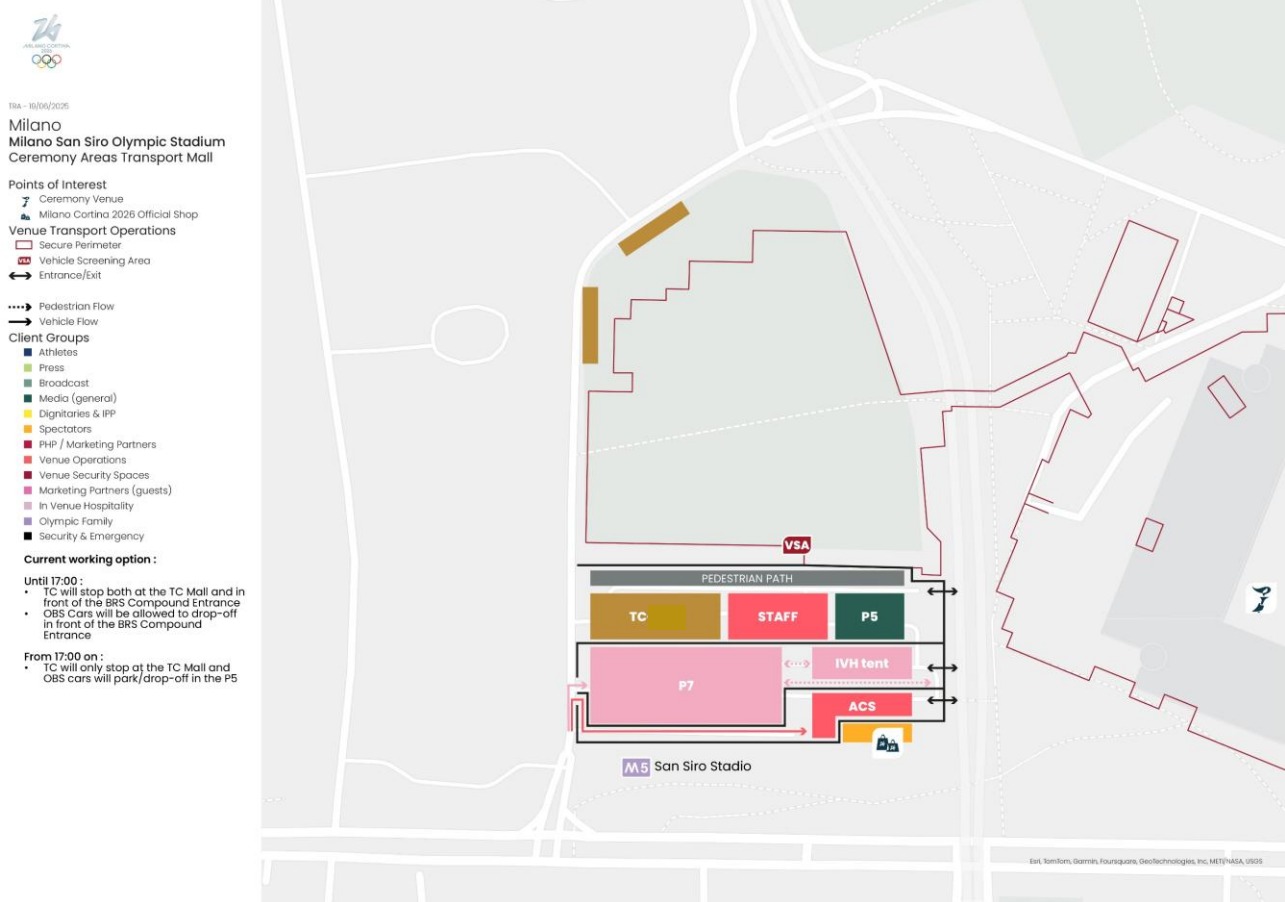 MILANO CORTINA
2026
TRA - 19/06/2025
Milano
Milano San Siro Olympic Stadium
Ceremony Areas Transport Mall
Points of Interest
Ceremony Venue
Milano Cortina 2026 Official Shop
Venue Transport Operations
Secure Perimeter
VSA Vehicle Screening Area
Entrance/Exit
Pedestrian Flow
Vehicle Flow
Client Groups
Athletes
Press
Broadcast
Media (general)
Dignitaries & IPP
Spectators
PHP / Marketing Partners
Venue Operations
Venue Security Spaces
Marketing Partners (guests)
In Venue Hospitality
Olympic Family
Security & Emergency
Current working option :
Until 17:00 :
• TC will stop both at the TC Mall and in
front of the BRS Compound Entrance
• OBS Cars will be allowed to drop-off
in front of the BRS Compound
Entrance
From 17:00 on :
• TC will only stop at the TC Mall and
OBS cars will park/drop-off in the P5
VSA
PEDESTRIAN PATH
TC
STAFF
P5
P7
IVH tent
ACS
M5 San Siro Stadio
Esri, TomTom, Garmin, Foursquare, GeoTechnologies, Inc, METI/NASA, USGS